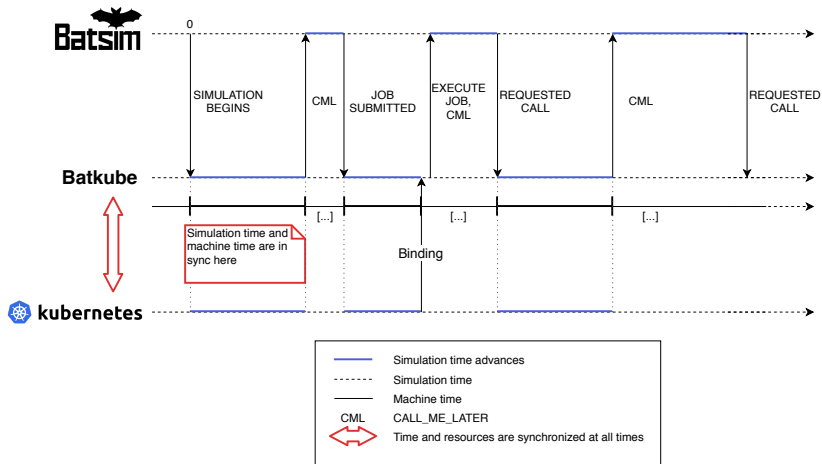 0
Batsim
SIMULATION
BEGINS
CML
JOB
SUBMITTED
EXECUTE
JOB,
CML
REQUESTED
CALL
CML
REQUESTED
CALL
Batkube
[...]
[...]
[...]
Simulation time and
machine time are in
sync here
Binding
kubernetes
Simulation time advances
Simulation time
Machine time
CML CALL_ME_LATER
Time and resources are synchronized at all times